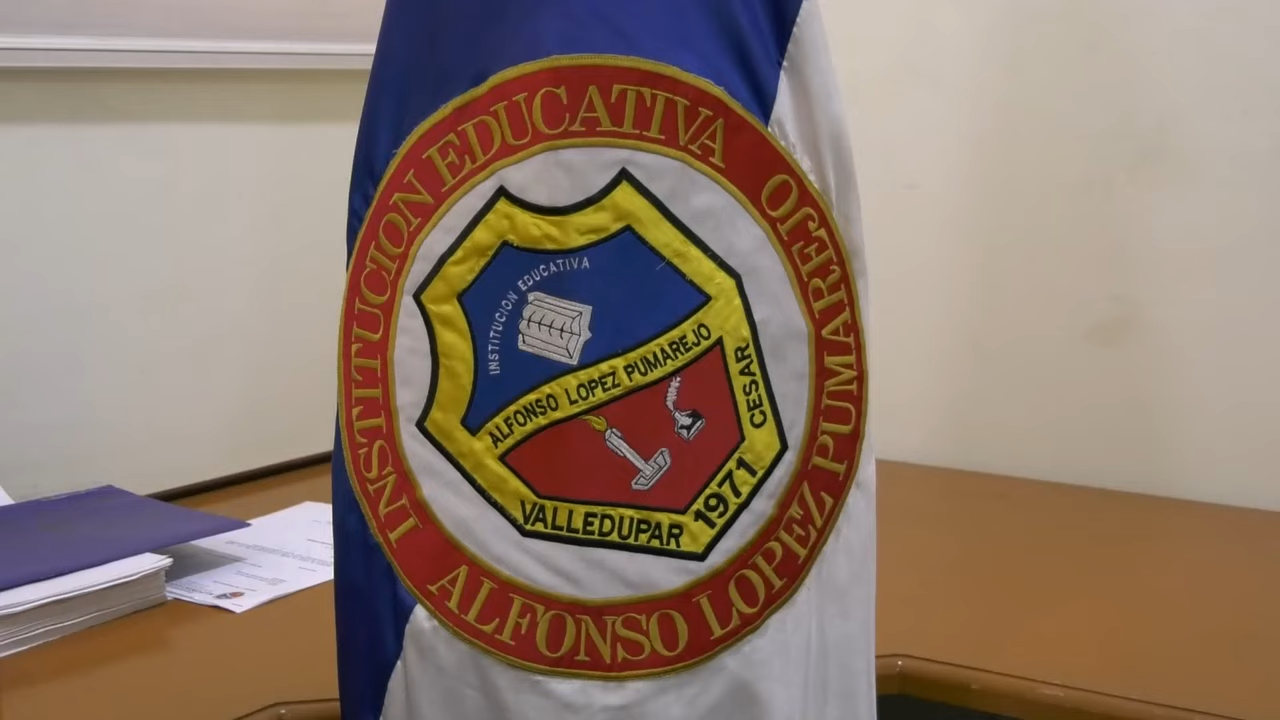 INSTITUCION EDUCATIVA
ALFONSO LOPEZ PUMAREJO
INSTITUCION EDUCATIVA
ALFONSO LOPEZ PUMAREJO
VALLEDUPAR 1971 CESAR